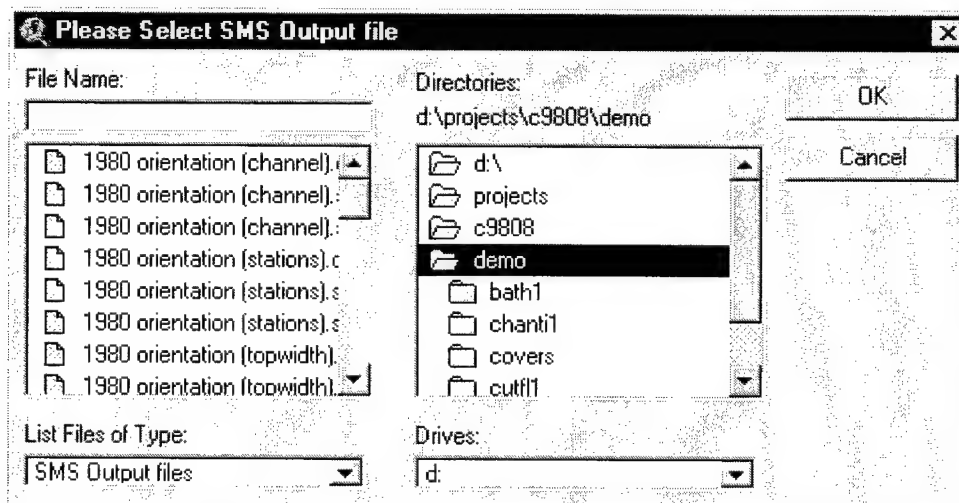 Please Select SMS Output file
File Name:
1980 orientation (channel).
1980 orientation (channel).
1980 orientation (channel).
1980 orientation (stations).
1980 orientation (stations).s
1980 orientation (stations).s
1980 orientation (topwidth).
1980 orientation (topwidth).
List Files of Type:
SMS Output files
Directories:
d:\projects\c9808\demo
d:\
projects
c9808
demo
bath1
chanti1
covers
cutfl1
Drives:
d:
OK
Cancel